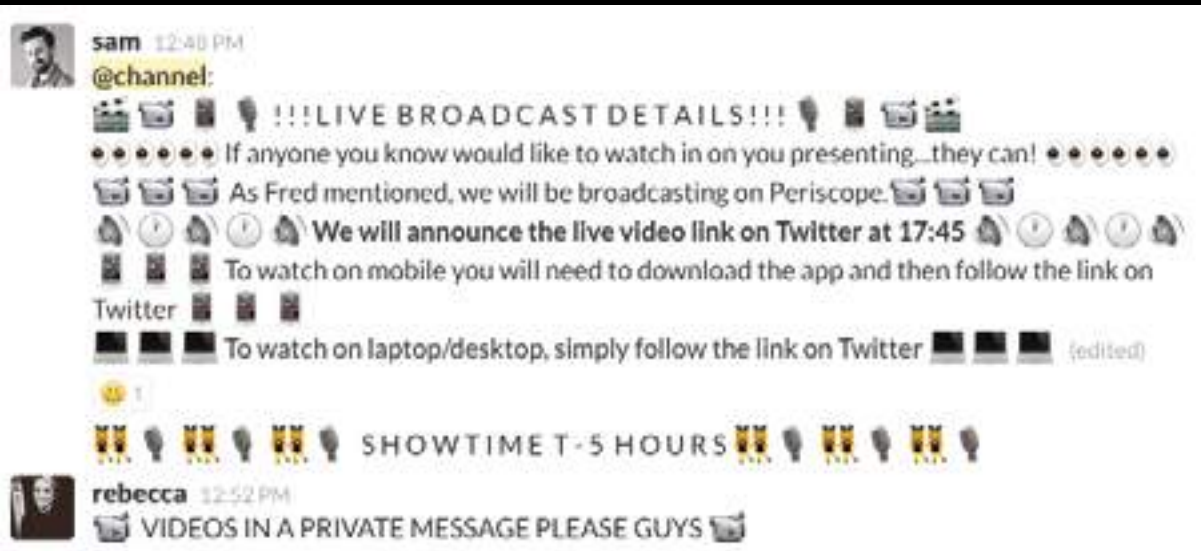 sam 12:48 PM
@channel:
!!!LIVE BROADCAST DETAILS!!!
If anyone you know would like to watch in on you presenting...they can!
As Fred mentioned, we will be broadcasting on Periscope.
We will announce the live video link on Twitter at 17:45
To watch on mobile you will need to download the app and then follow the link on
Twitter
To watch on laptop/desktop, simply follow the link on Twitter (edited)
1
SHOWTIME T-5 HOURS
rebecca 12:52 PM
VIDEOS IN A PRIVATE MESSAGE PLEASE GUYS